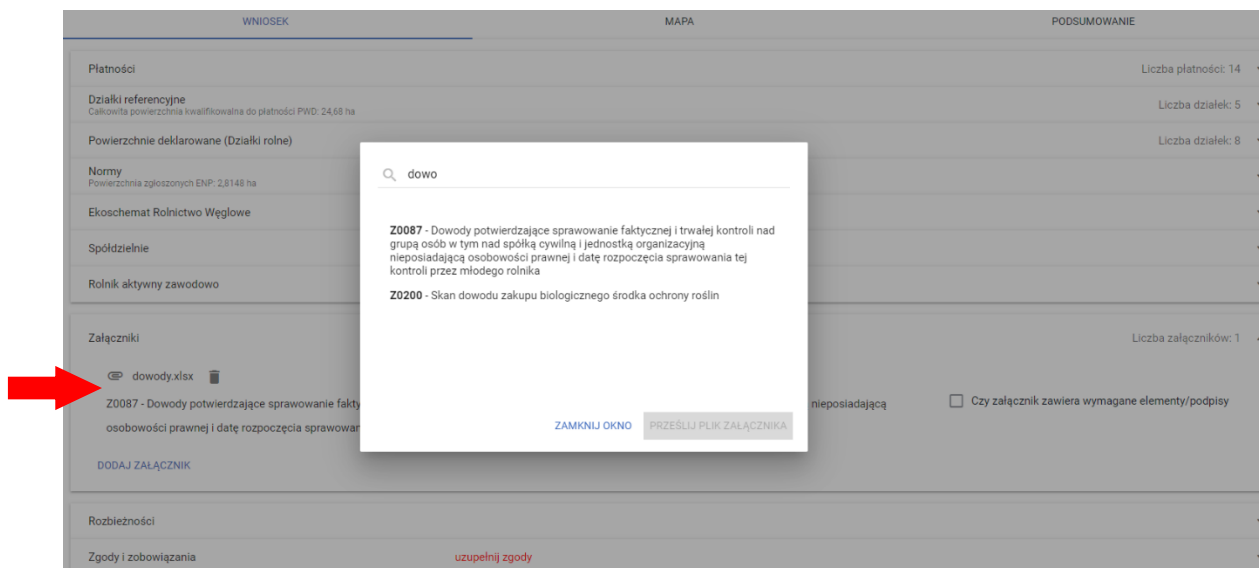 WNIOSEK MAPA PODSUMOWANIE
Płatności Liczba płatności: 14
Działki referencyjne Liczba działek: 5
Całkowita powierzchnia kwalifikowalna do płatności PWD: 24,68 ha
Powierzchnie deklarowane (Działki rolne) Liczba działek: 8
Normy
Powierzchnia zgłoszonych ENP: 2,8148 ha
Ekoschemat Rolnictwo Węglowe
Spółdzielnie
Rolnik aktywny zawodowo
dowo
Z0087 - Dowody potwierdzające sprawowanie faktycznej i trwałej kontroli nad
grupą osób w tym nad spółką cywilną i jednostką organizacyjną
nieposiadającą osobowości prawnej i datę rozpoczęcia sprawowania tej
kontroli przez młodego rolnika
Z0200 - Skan dowodu zakupu biologicznego środka ochrony roślin
ZAMKNIJ OKNO PRZEŚLIJ PLIK ZAŁĄCZNIKA
Załączniki Liczba załączników: 1
dowody.xlsx
Z0087 - Dowody potwierdzające sprawowanie fakty nieposiadającą
osobowości prawnej i datę rozpoczęcia sprawowan
Czy załącznik zawiera wymagane elementy/podpisy
DODAJ ZAŁĄCZNIK
Rozbieżności
Zgody i zobowiązania uzupełnij zgody